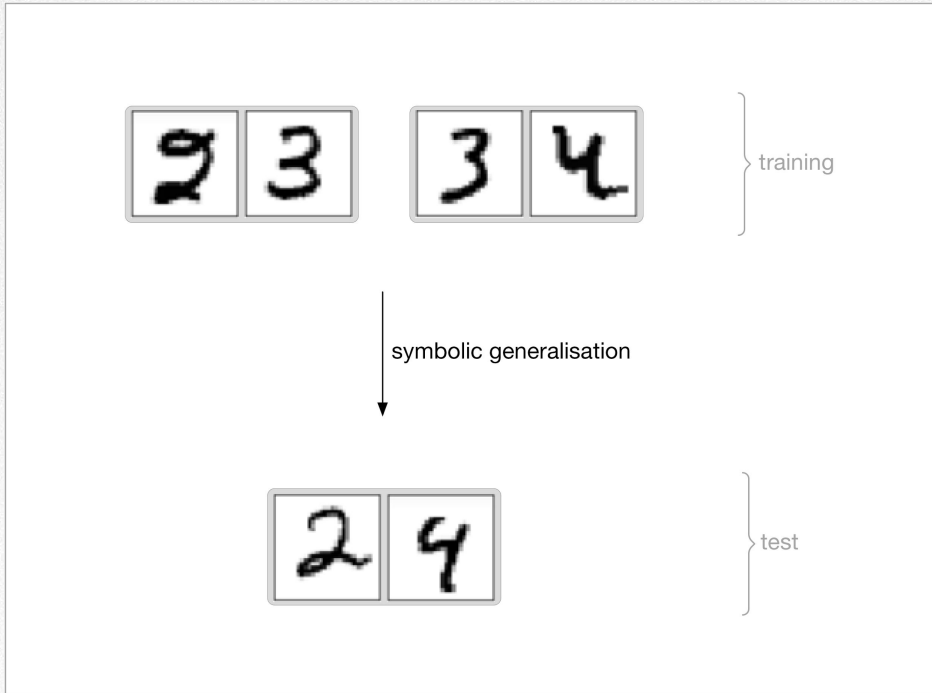 2 3 3 4
training
symbolic generalisation
2 4
test